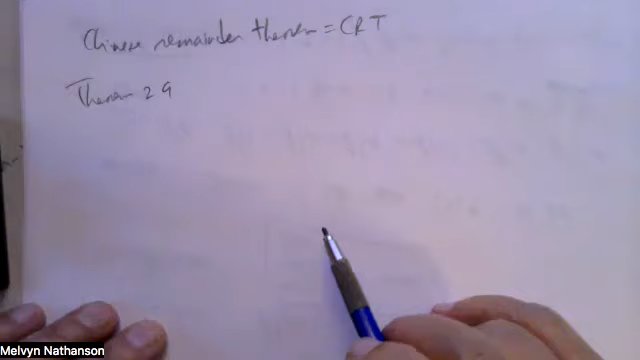 Chinese remainder theorem = CRT
Theorem 2 9
Melvyn Nathanson